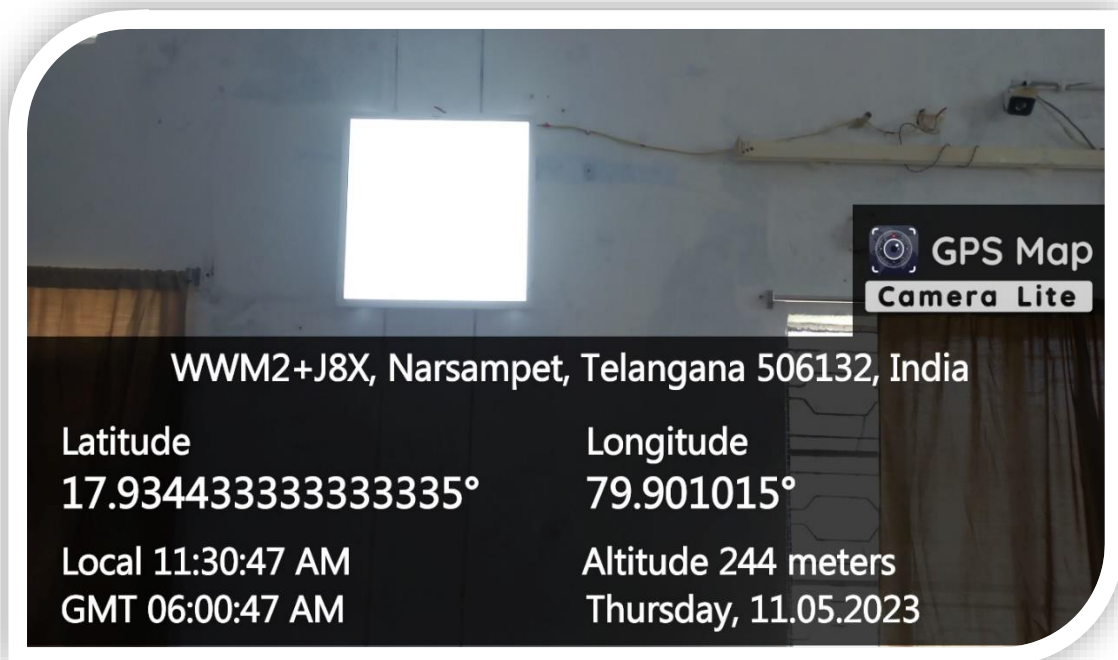 GPS Map
Camera Lite
WWM2+J8X, Narsampet, Telangana 506132, India
Latitude
17.934433333333335°
Longitude
79.901015°
Local 11:30:47 AM
GMT 06:00:47 AM
Altitude 244 meters
Thursday, 11.05.2023